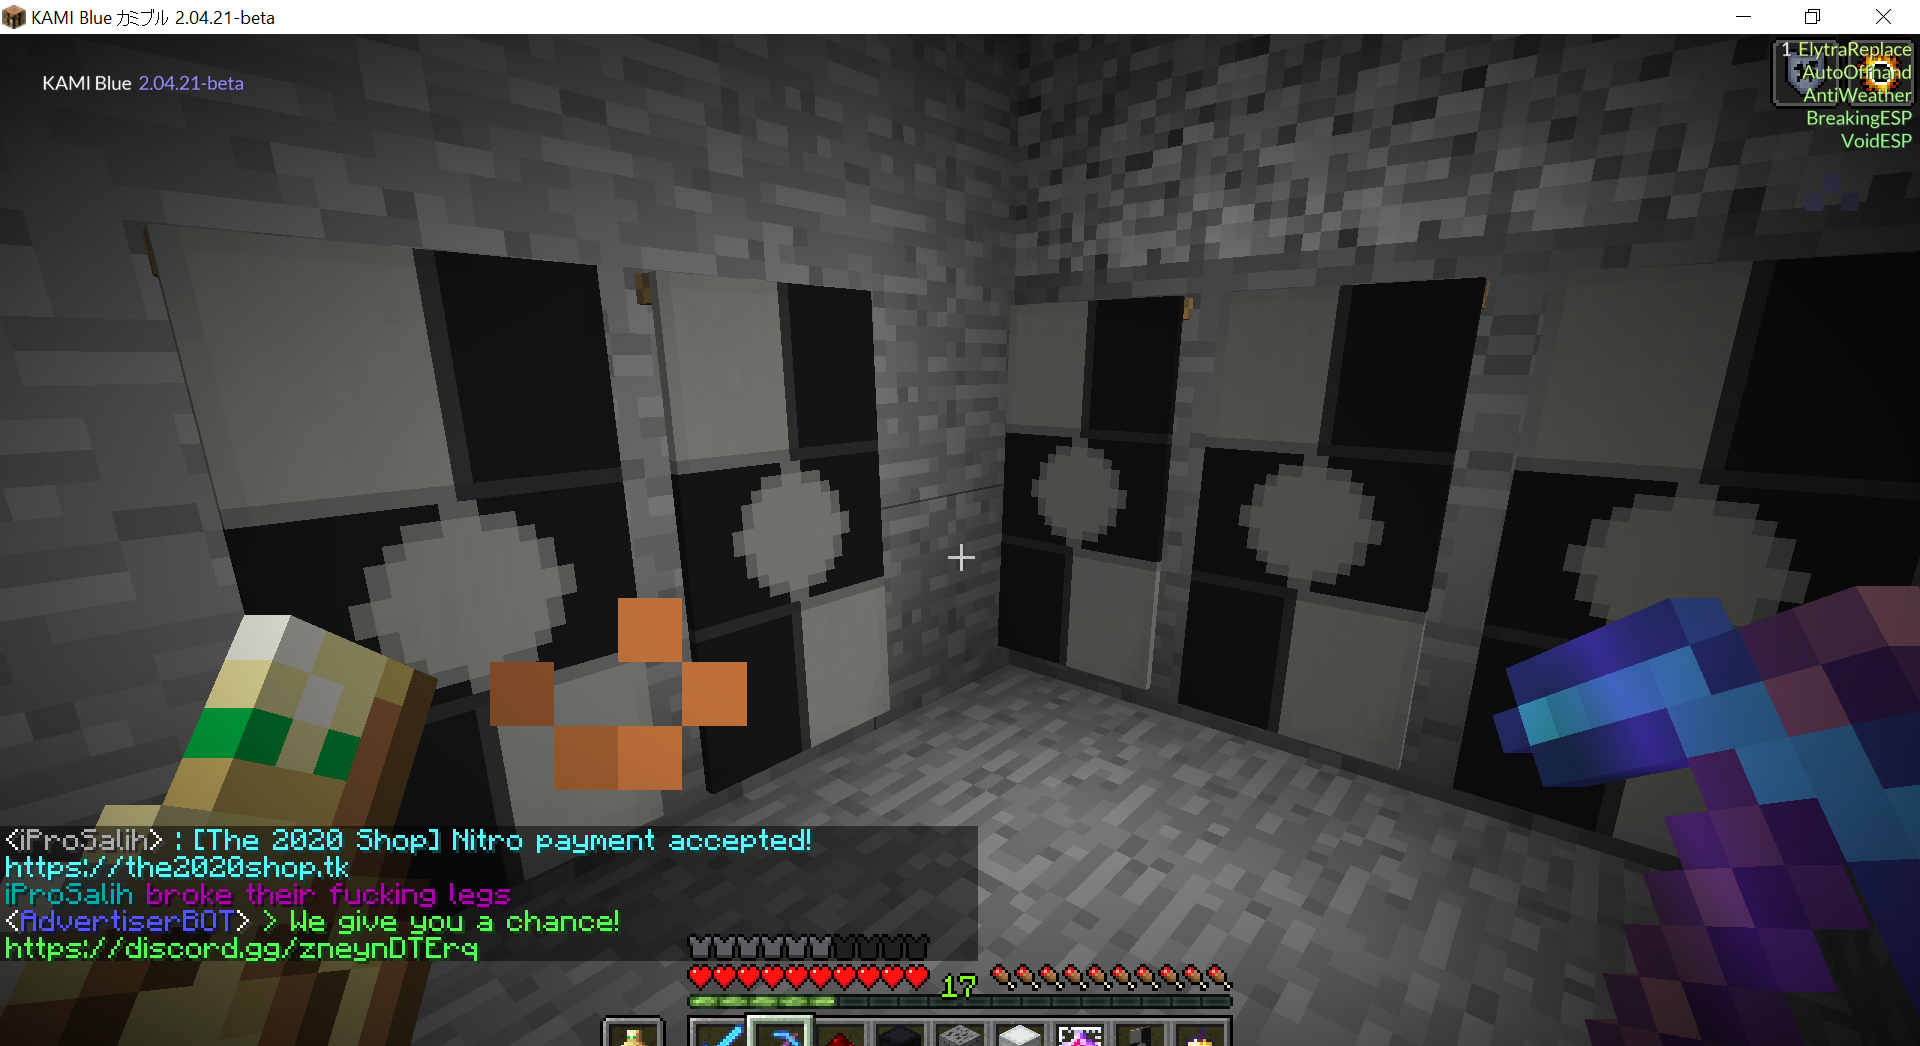 KAMI Blue カミブル 2.04.21-beta
KAMI Blue 2.04.21-beta
1 ElytraReplace
AutoOffhand
AntiWeather
BreakingESP
VoidESP
<iProSalih> : [The 2020 Shop] Nitro payment accepted!
https://the2020shop.tk
iProSalih broke their fucking legs
<AdvertiserBOT> > We give you a chance!
https://discord.gg/zneynDTErq
17